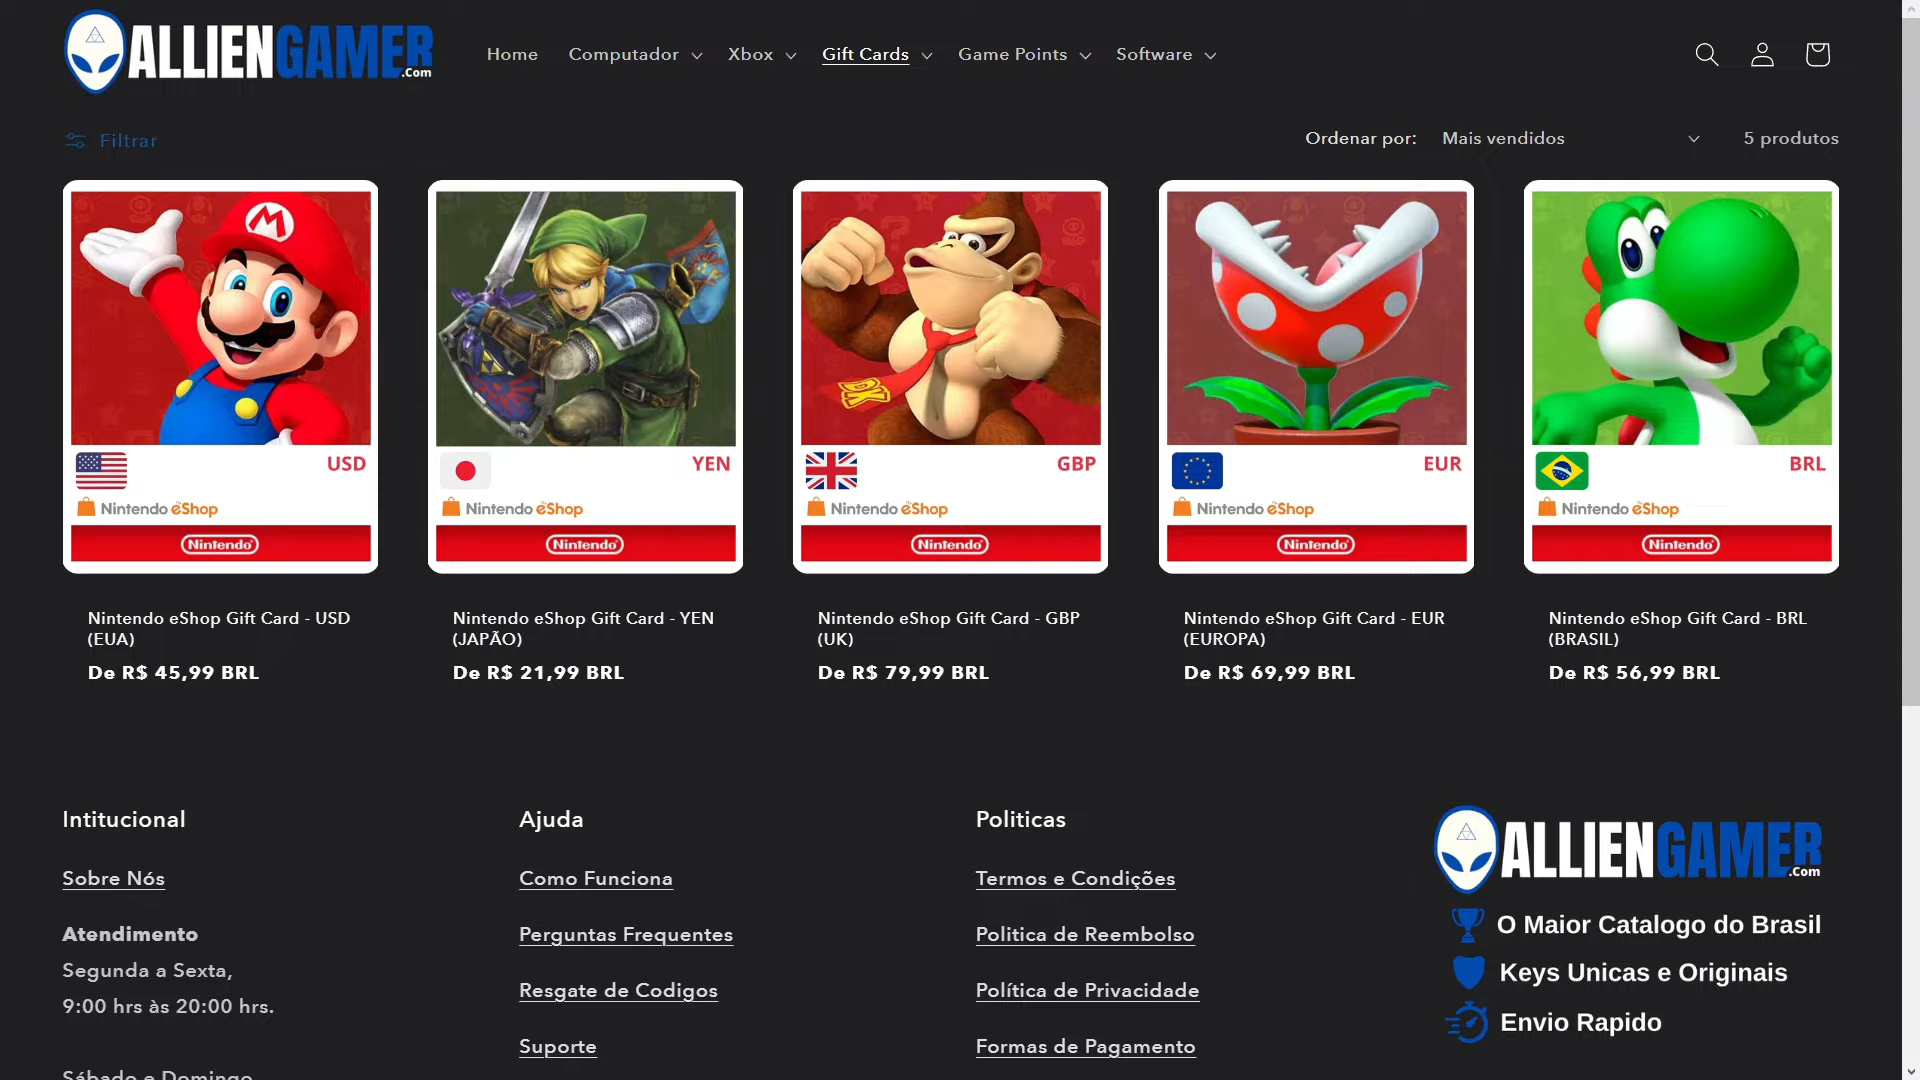 ALLIENGAMER
.Com
Home
Computador
Xbox
Gift Cards
Game Points
Software
Filtrar
Ordenar por:
Mais vendidos
5 produtos
M
DK
USD
YEN
GBP
EUR
BRL
Nintendo eShop
Nintendo eShop
Nintendo eShop
Nintendo eShop
Nintendo eShop
Nintendo
Nintendo
Nintendo
Nintendo
Nintendo
Nintendo eShop Gift Card - USD
(EUA)
De R$ 45,99 BRL
Nintendo eShop Gift Card - YEN
(JAPÃO)
De R$ 21,99 BRL
Nintendo eShop Gift Card - GBP
(UK)
De R$ 79,99 BRL
Nintendo eShop Gift Card - EUR
(EUROPA)
De R$ 69,99 BRL
Nintendo eShop Gift Card - BRL
(BRASIL)
De R$ 56,99 BRL
Intitucional
Sobre Nós
Atendimento
Segunda a Sexta,
9:00 hrs às 20:00 hrs.
Sábado e Domingo
Ajuda
Como Funciona
Perguntas Frequentes
Resgate de Codigos
Suporte
Politicas
Termos e Condições
Politica de Reembolso
Política de Privacidade
Formas de Pagamento
ALLIENGAMER
.Com
O Maior Catalogo do Brasil
Keys Unicas e Originais
Envio Rapido